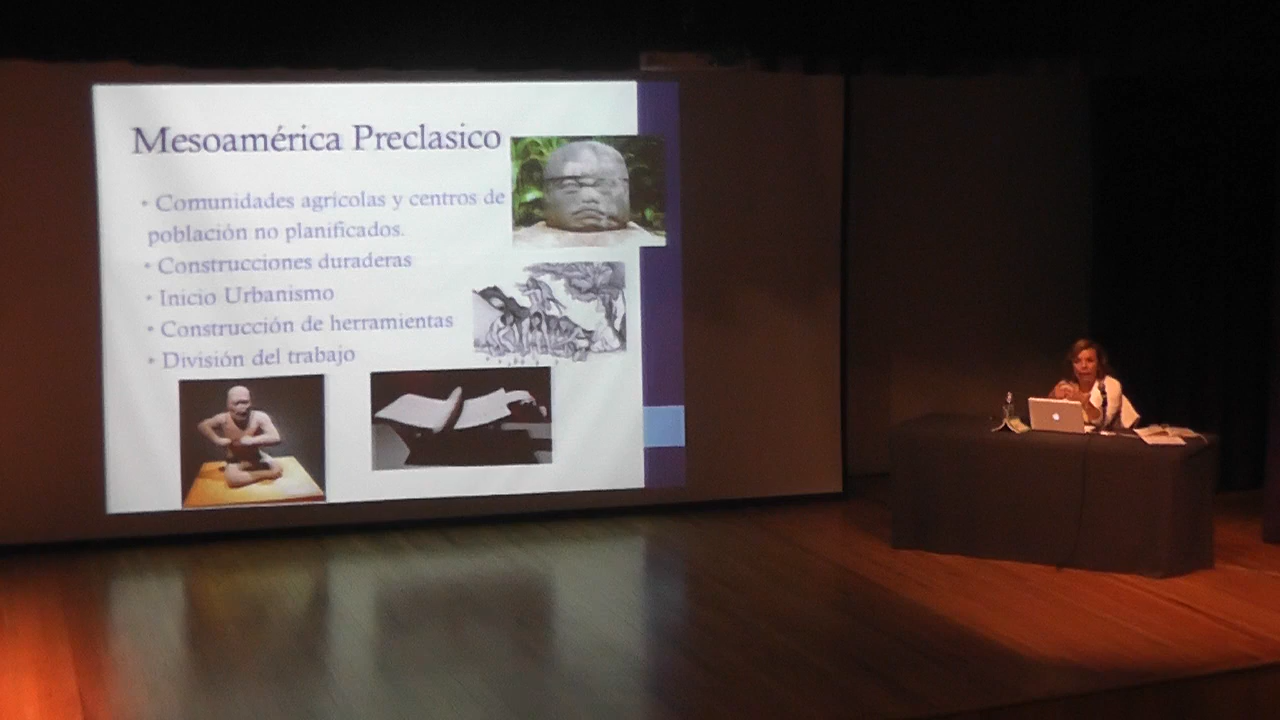 Mesoamérica Preclasico
• Comunidades agrícolas y centros de
población no planificados.
• Construcciones duraderas
• Inicio Urbanismo
• Construcción de herramientas
• División del trabajo